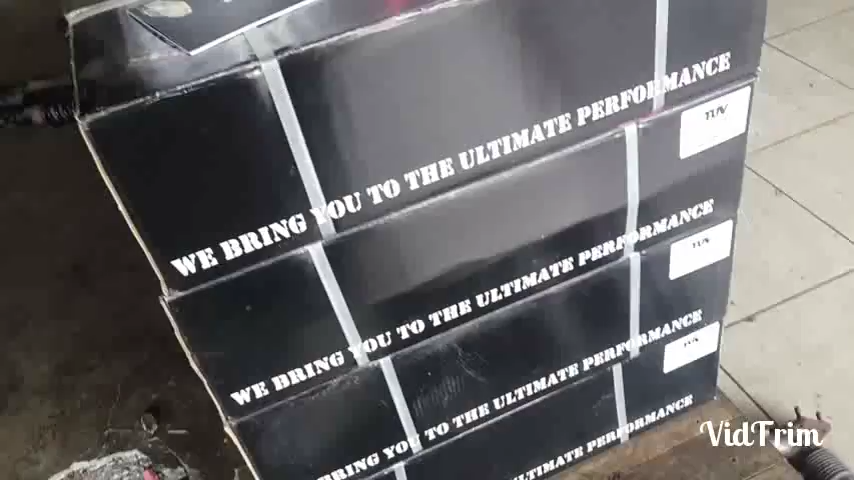 WE BRING YOU TO THE ULTIMATE PERFORMANCE
TUV
WE BRING YOU TO THE ULTIMATE PERFORMANCE
TUV
WE BRING YOU TO THE ULTIMATE PERFORMANCE
TUV
ULTIMATE PERFORMANCE
VidTrim